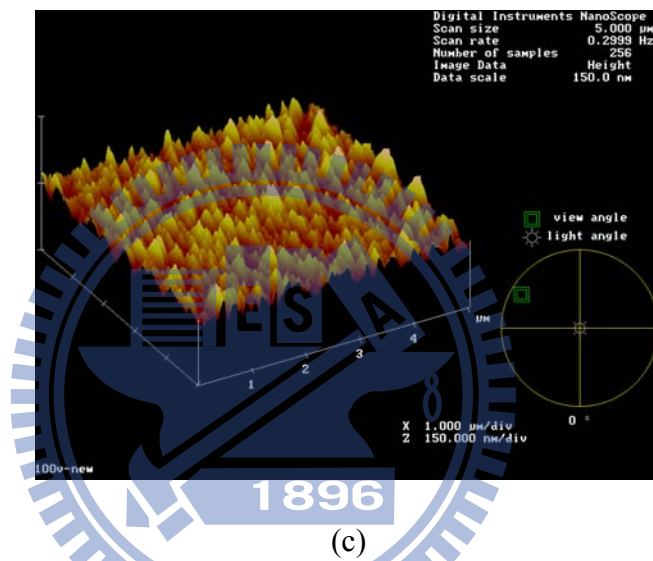 Digital Instruments NanoScope
Scan size 5.000 µm
Scan rate 0.2999 Hz
Number of samples 256
Image Data Height
Data scale 150.0 nm
view angle
light angle
µm
4
3
2
1
0 °
X 1.000 µm/div
Z 150.000 nm/div
100v-new
ESA
8
1896
(c)